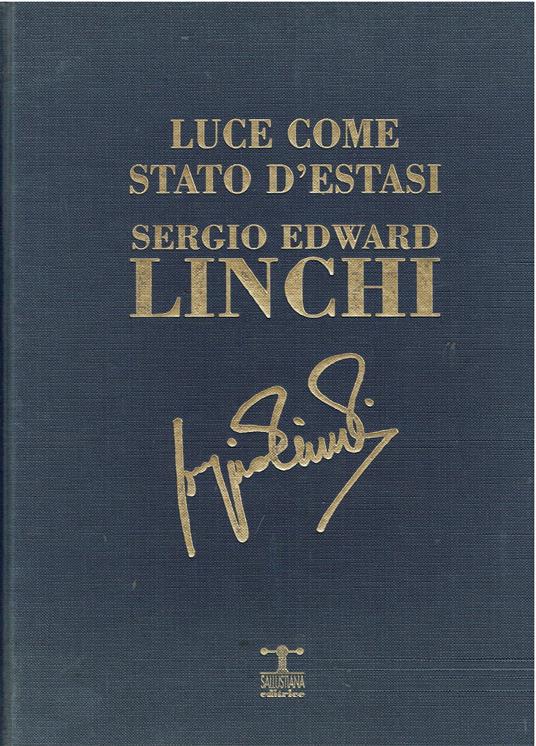 LUCE COME
STATO D'ESTASI
SERGIO EDWARD
LINCHI
SALLUSTIANA
editrice